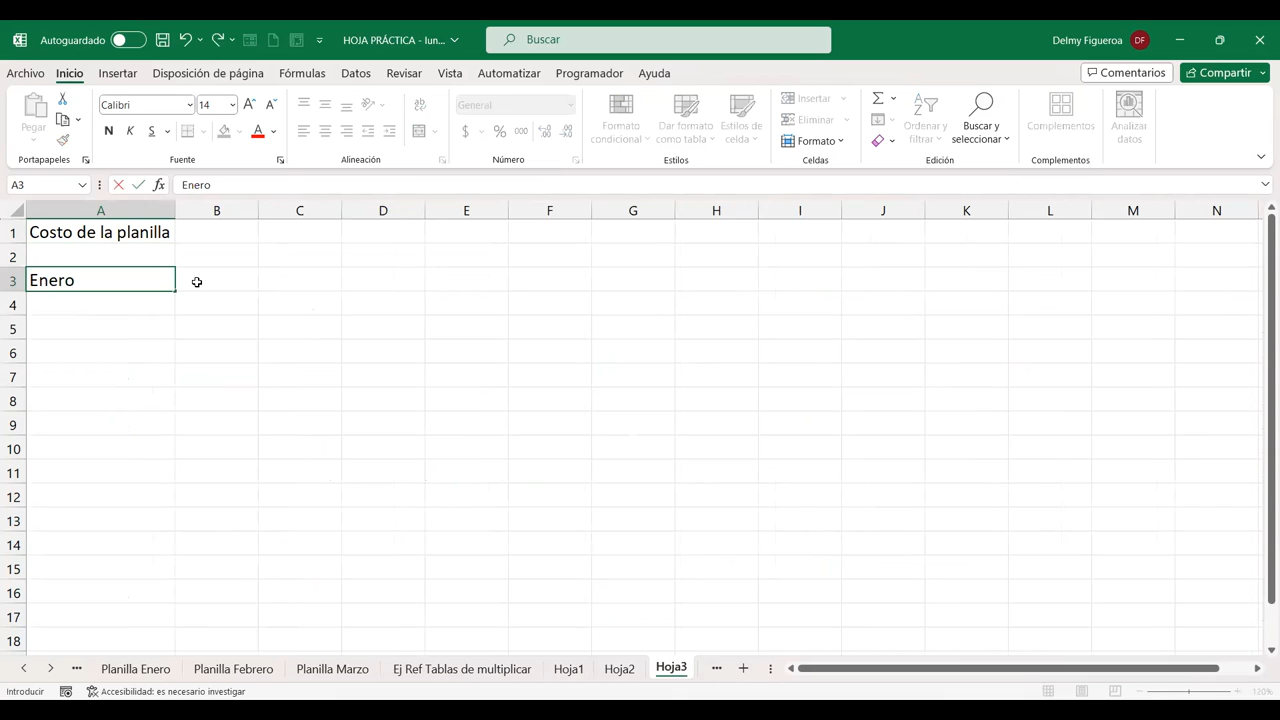 Autoguardado
HOJA PRÁCTICA - lun...
Buscar
Delmy Figueroa
DF
Archivo Inicio Insertar Disposición de página Fórmulas Datos Revisar Vista Automatizar Programador Ayuda
Comentarios
Compartir
Pegar
Calibri
14
N K S
General
$ % 000
Formato condicional
Dar formato como tabla
Estilos de celda
Insertar
Eliminar
Formato
Ordenar y filtrar
Buscar y seleccionar
Complementos
Analizar datos
Portapapeles
Fuente
Alineación
Número
Estilos
Celdas
Edición
Complementos
A3
fx
Enero
A B C D E F G H I J K L M N
1 Costo de la planilla
2
3 Enero
4
5
6
7
8
9
10
11
12
13
14
15
16
17
18
Planilla Enero Planilla Febrero Planilla Marzo Ej Ref Tablas de multiplicar Hoja1 Hoja2 Hoja3
Introducir
Accesibilidad: es necesario investigar
120%